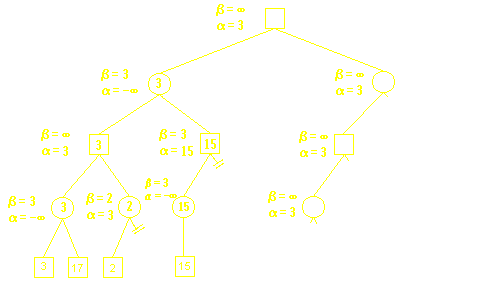 β = ∞
α = 3
β = 3
α = -∞
3
β = ∞
α = 3
β = ∞
α = 3
3
β = 3
α = 15
15
β = ∞
α = 3
β = 3
α = -∞
3
β = 2
α = 3
2
β = 3
α = -∞
15
β = ∞
α = 3
3
17
2
15